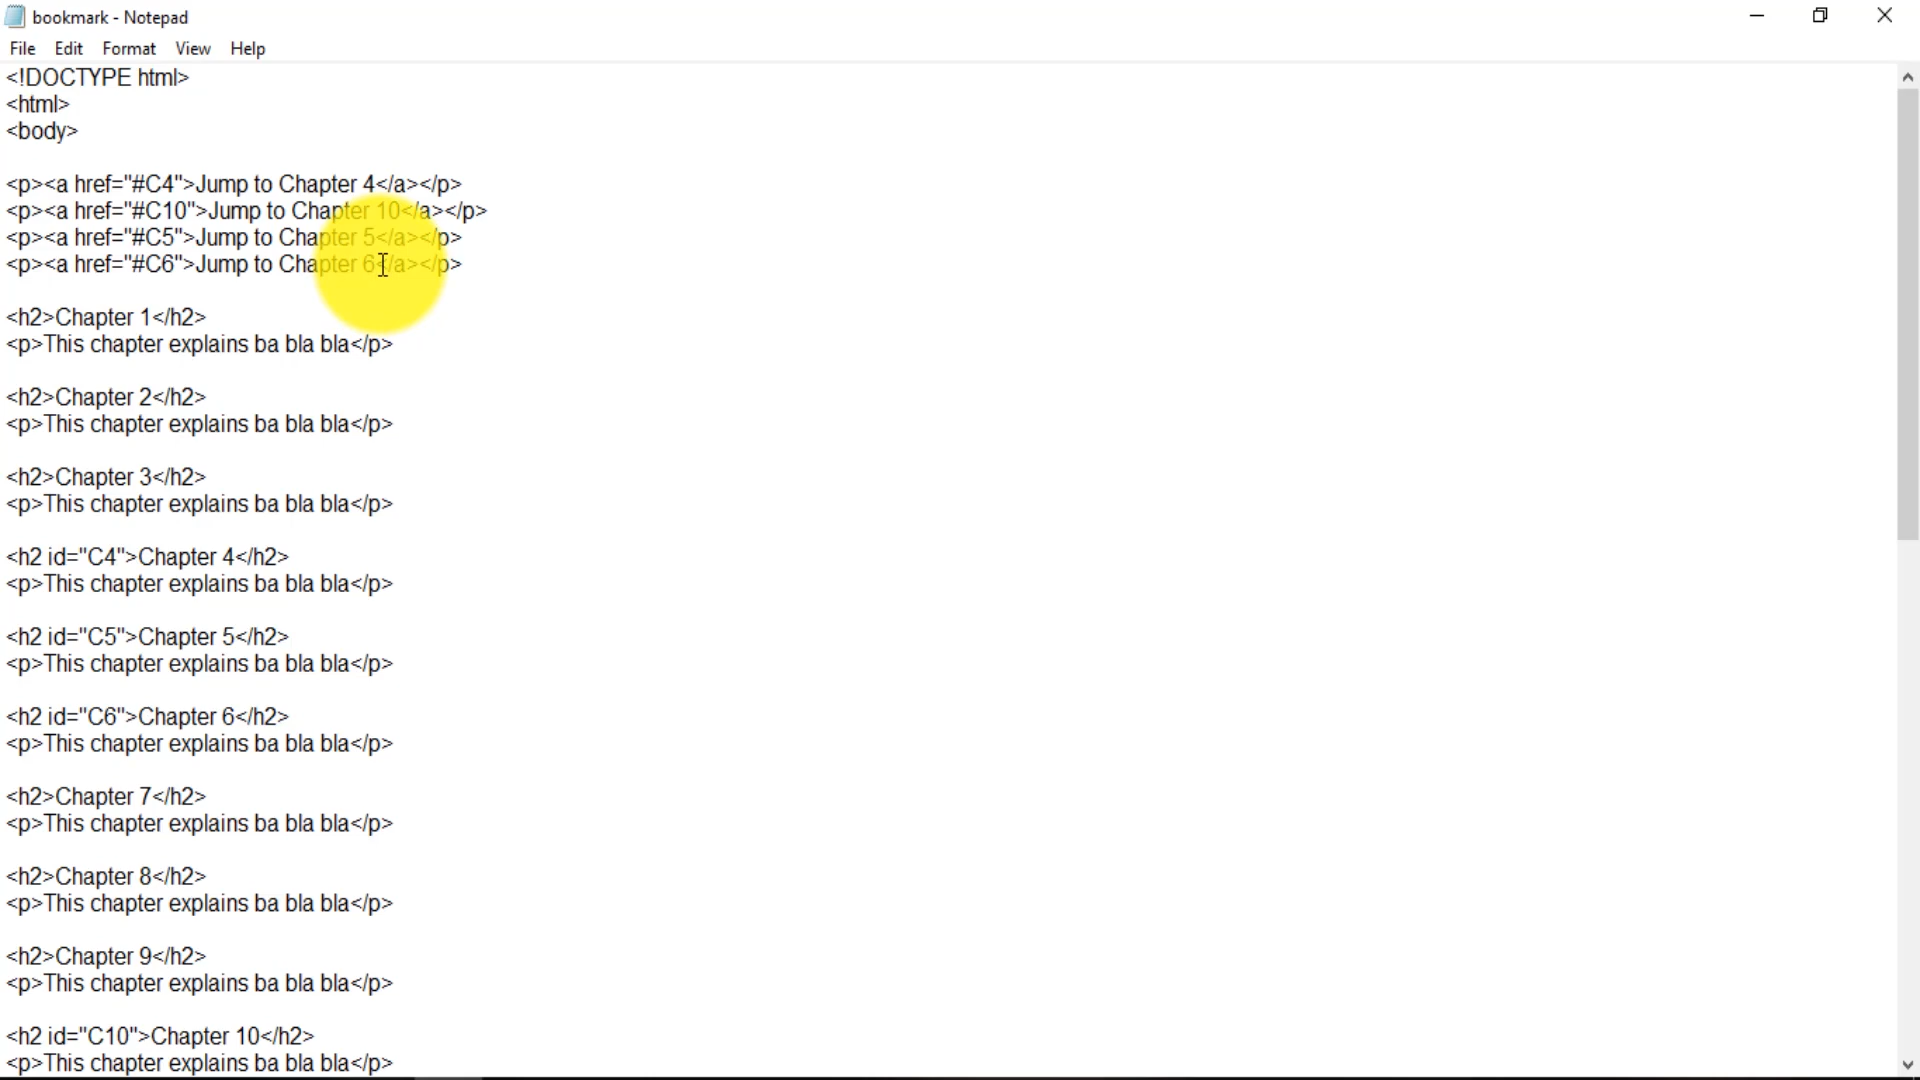 bookmark - Notepad
File Edit Format View Help
<!DOCTYPE html>
<html>
<body>
<p><a href="#C4">Jump to Chapter 4</a></p>
<p><a href="#C10">Jump to Chapter 10</a></p>
<p><a href="#C5">Jump to Chapter 5</a></p>
<p><a href="#C6">Jump to Chapter 6</a></p>
<h2>Chapter 1</h2>
<p>This chapter explains ba bla bla</p>
<h2>Chapter 2</h2>
<p>This chapter explains ba bla bla</p>
<h2>Chapter 3</h2>
<p>This chapter explains ba bla bla</p>
<h2 id="C4">Chapter 4</h2>
<p>This chapter explains ba bla bla</p>
<h2 id="C5">Chapter 5</h2>
<p>This chapter explains ba bla bla</p>
<h2 id="C6">Chapter 6</h2>
<p>This chapter explains ba bla bla</p>
<h2>Chapter 7</h2>
<p>This chapter explains ba bla bla</p>
<h2>Chapter 8</h2>
<p>This chapter explains ba bla bla</p>
<h2>Chapter 9</h2>
<p>This chapter explains ba bla bla</p>
<h2 id="C10">Chapter 10</h2>
<p>This chapter explains ba bla bla</p>